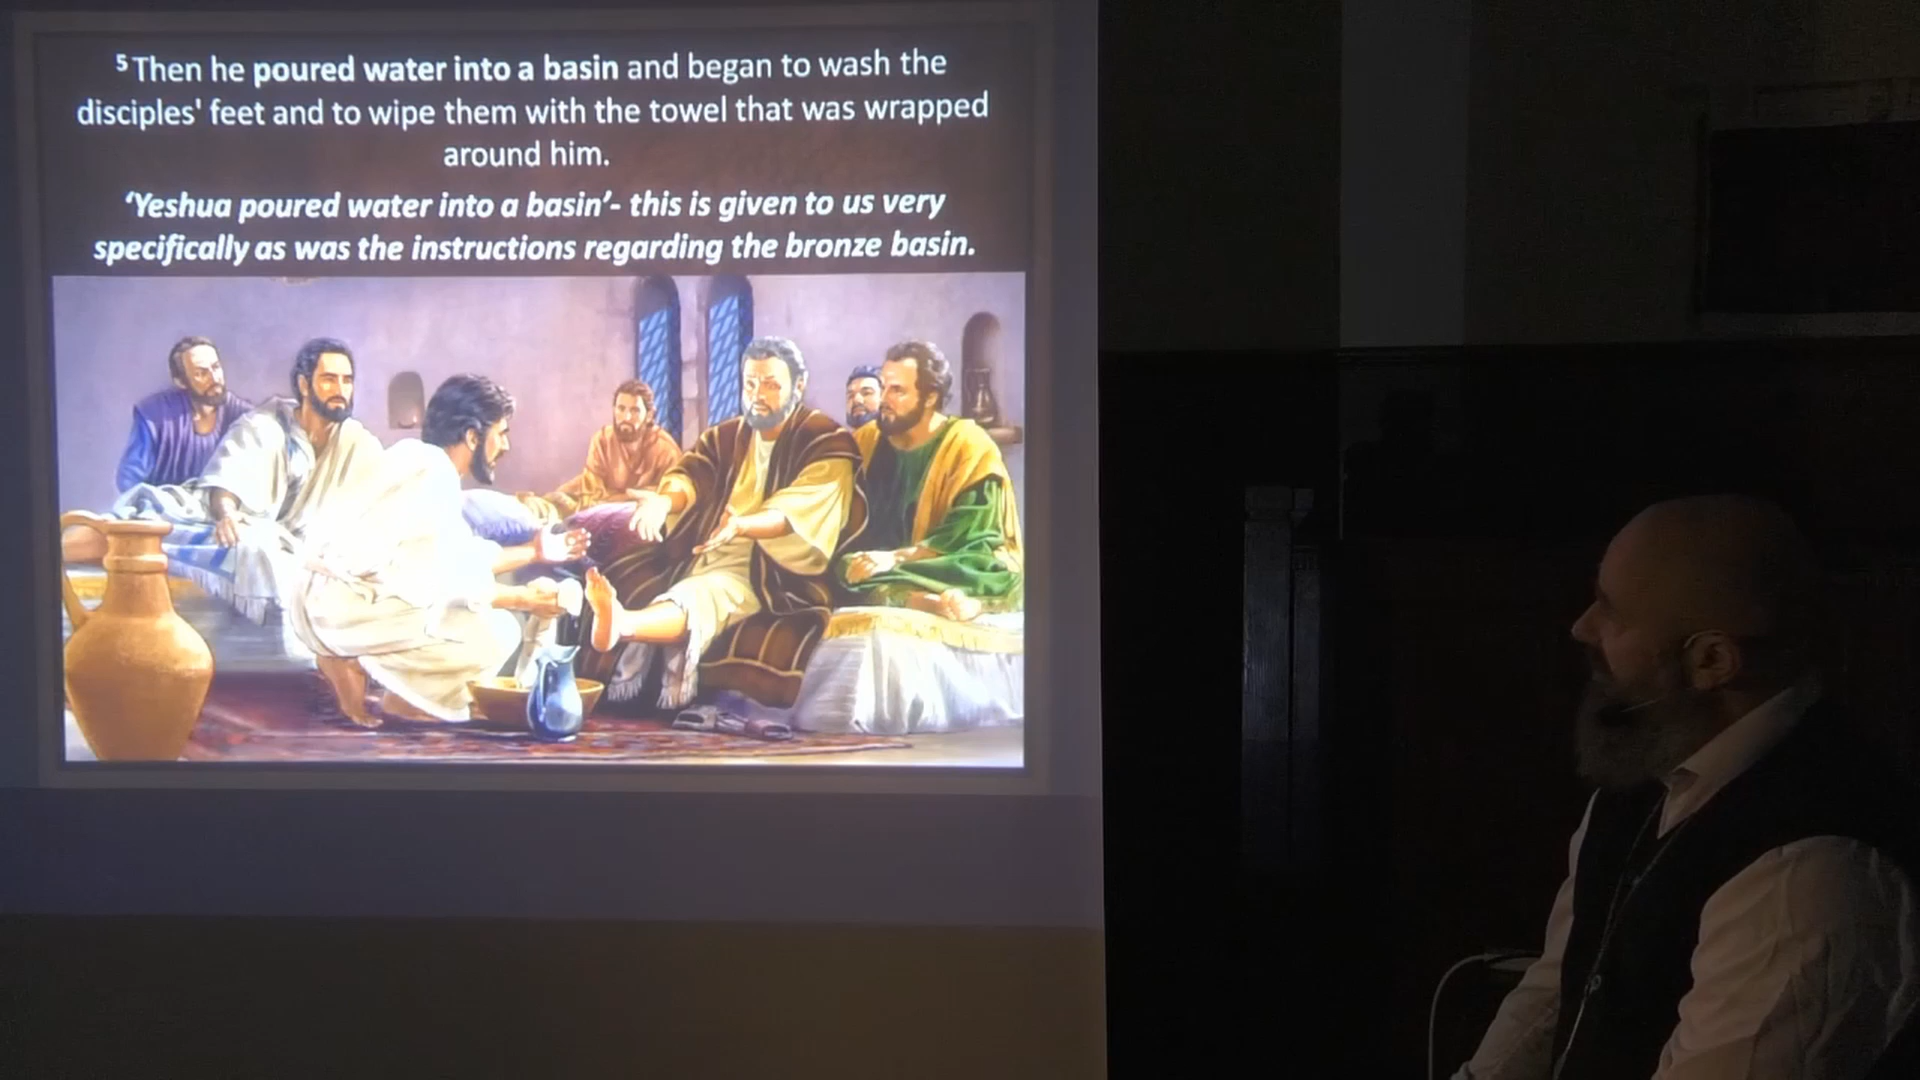 ⁵ Then he poured water into a basin and began to wash the
disciples' feet and to wipe them with the towel that was wrapped
around him.
‘Yeshua poured water into a basin’- this is given to us very
specifically as was the instructions regarding the bronze basin.